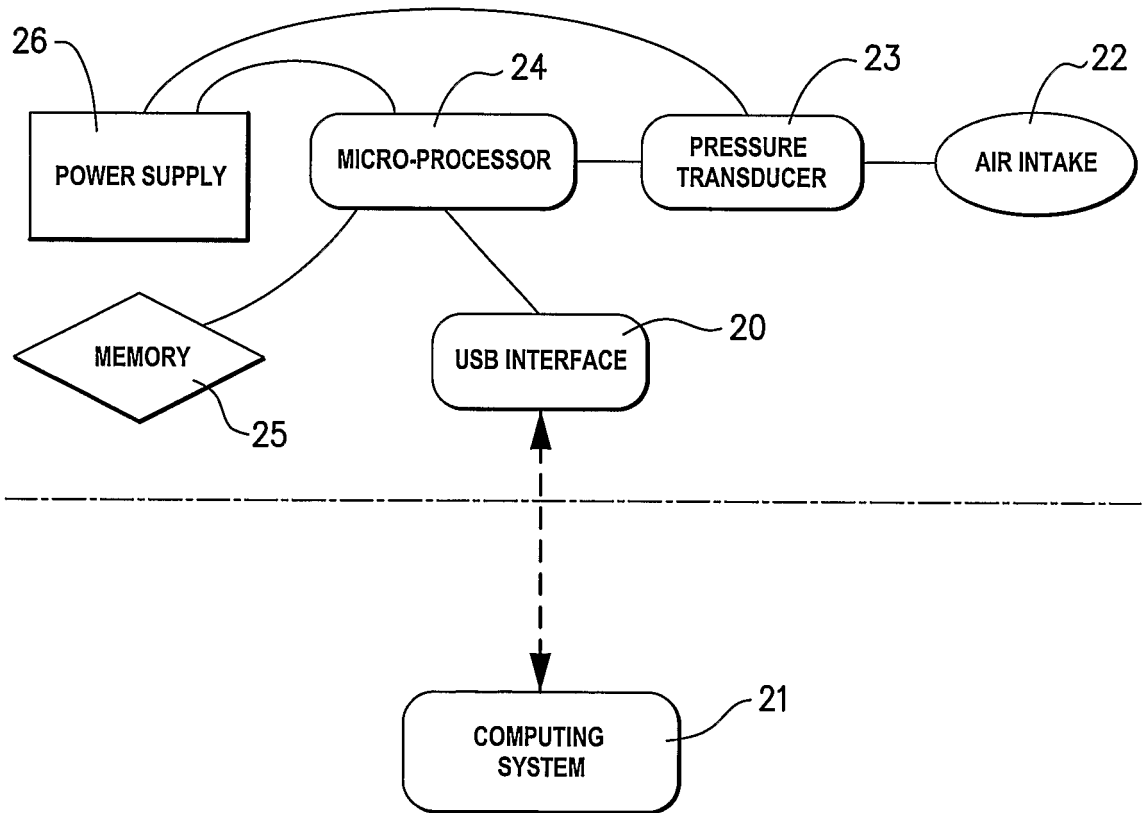 26
24
23
22
POWER SUPPLY
MICRO-PROCESSOR
PRESSURE
TRANSDUCER
AIR INTAKE
MEMORY
25
USB INTERFACE
20
COMPUTING
SYSTEM
21